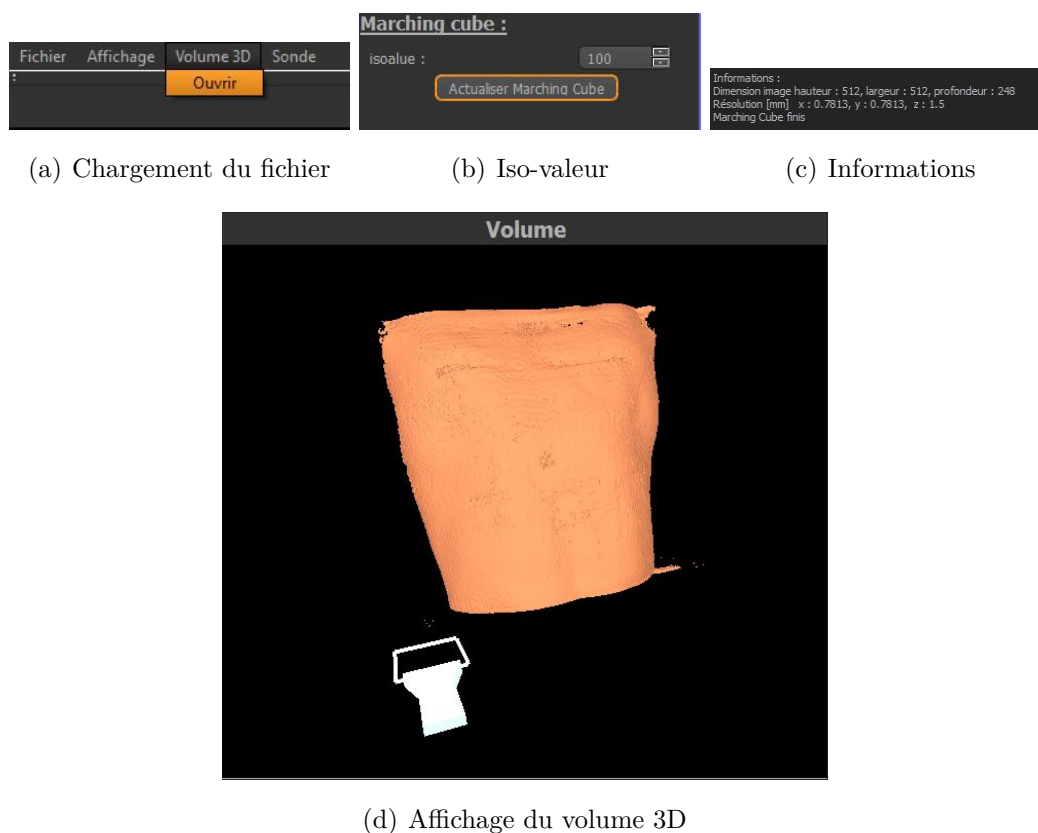 Fichier Affichage Volume 3D Sonde
:
Ouvrir
(a) Chargement du fichier
Marching cube :
isoalue : 100
Actualiser Marching Cube
(b) Iso-valeur
Informations :
Dimension image hauteur : 512, largeur : 512, profondeur : 248
Résolution [mm] x : 0.7813, y : 0.7813, z : 1.5
Marching Cube finis
(c) Informations
Volume
(d) Affichage du volume 3D